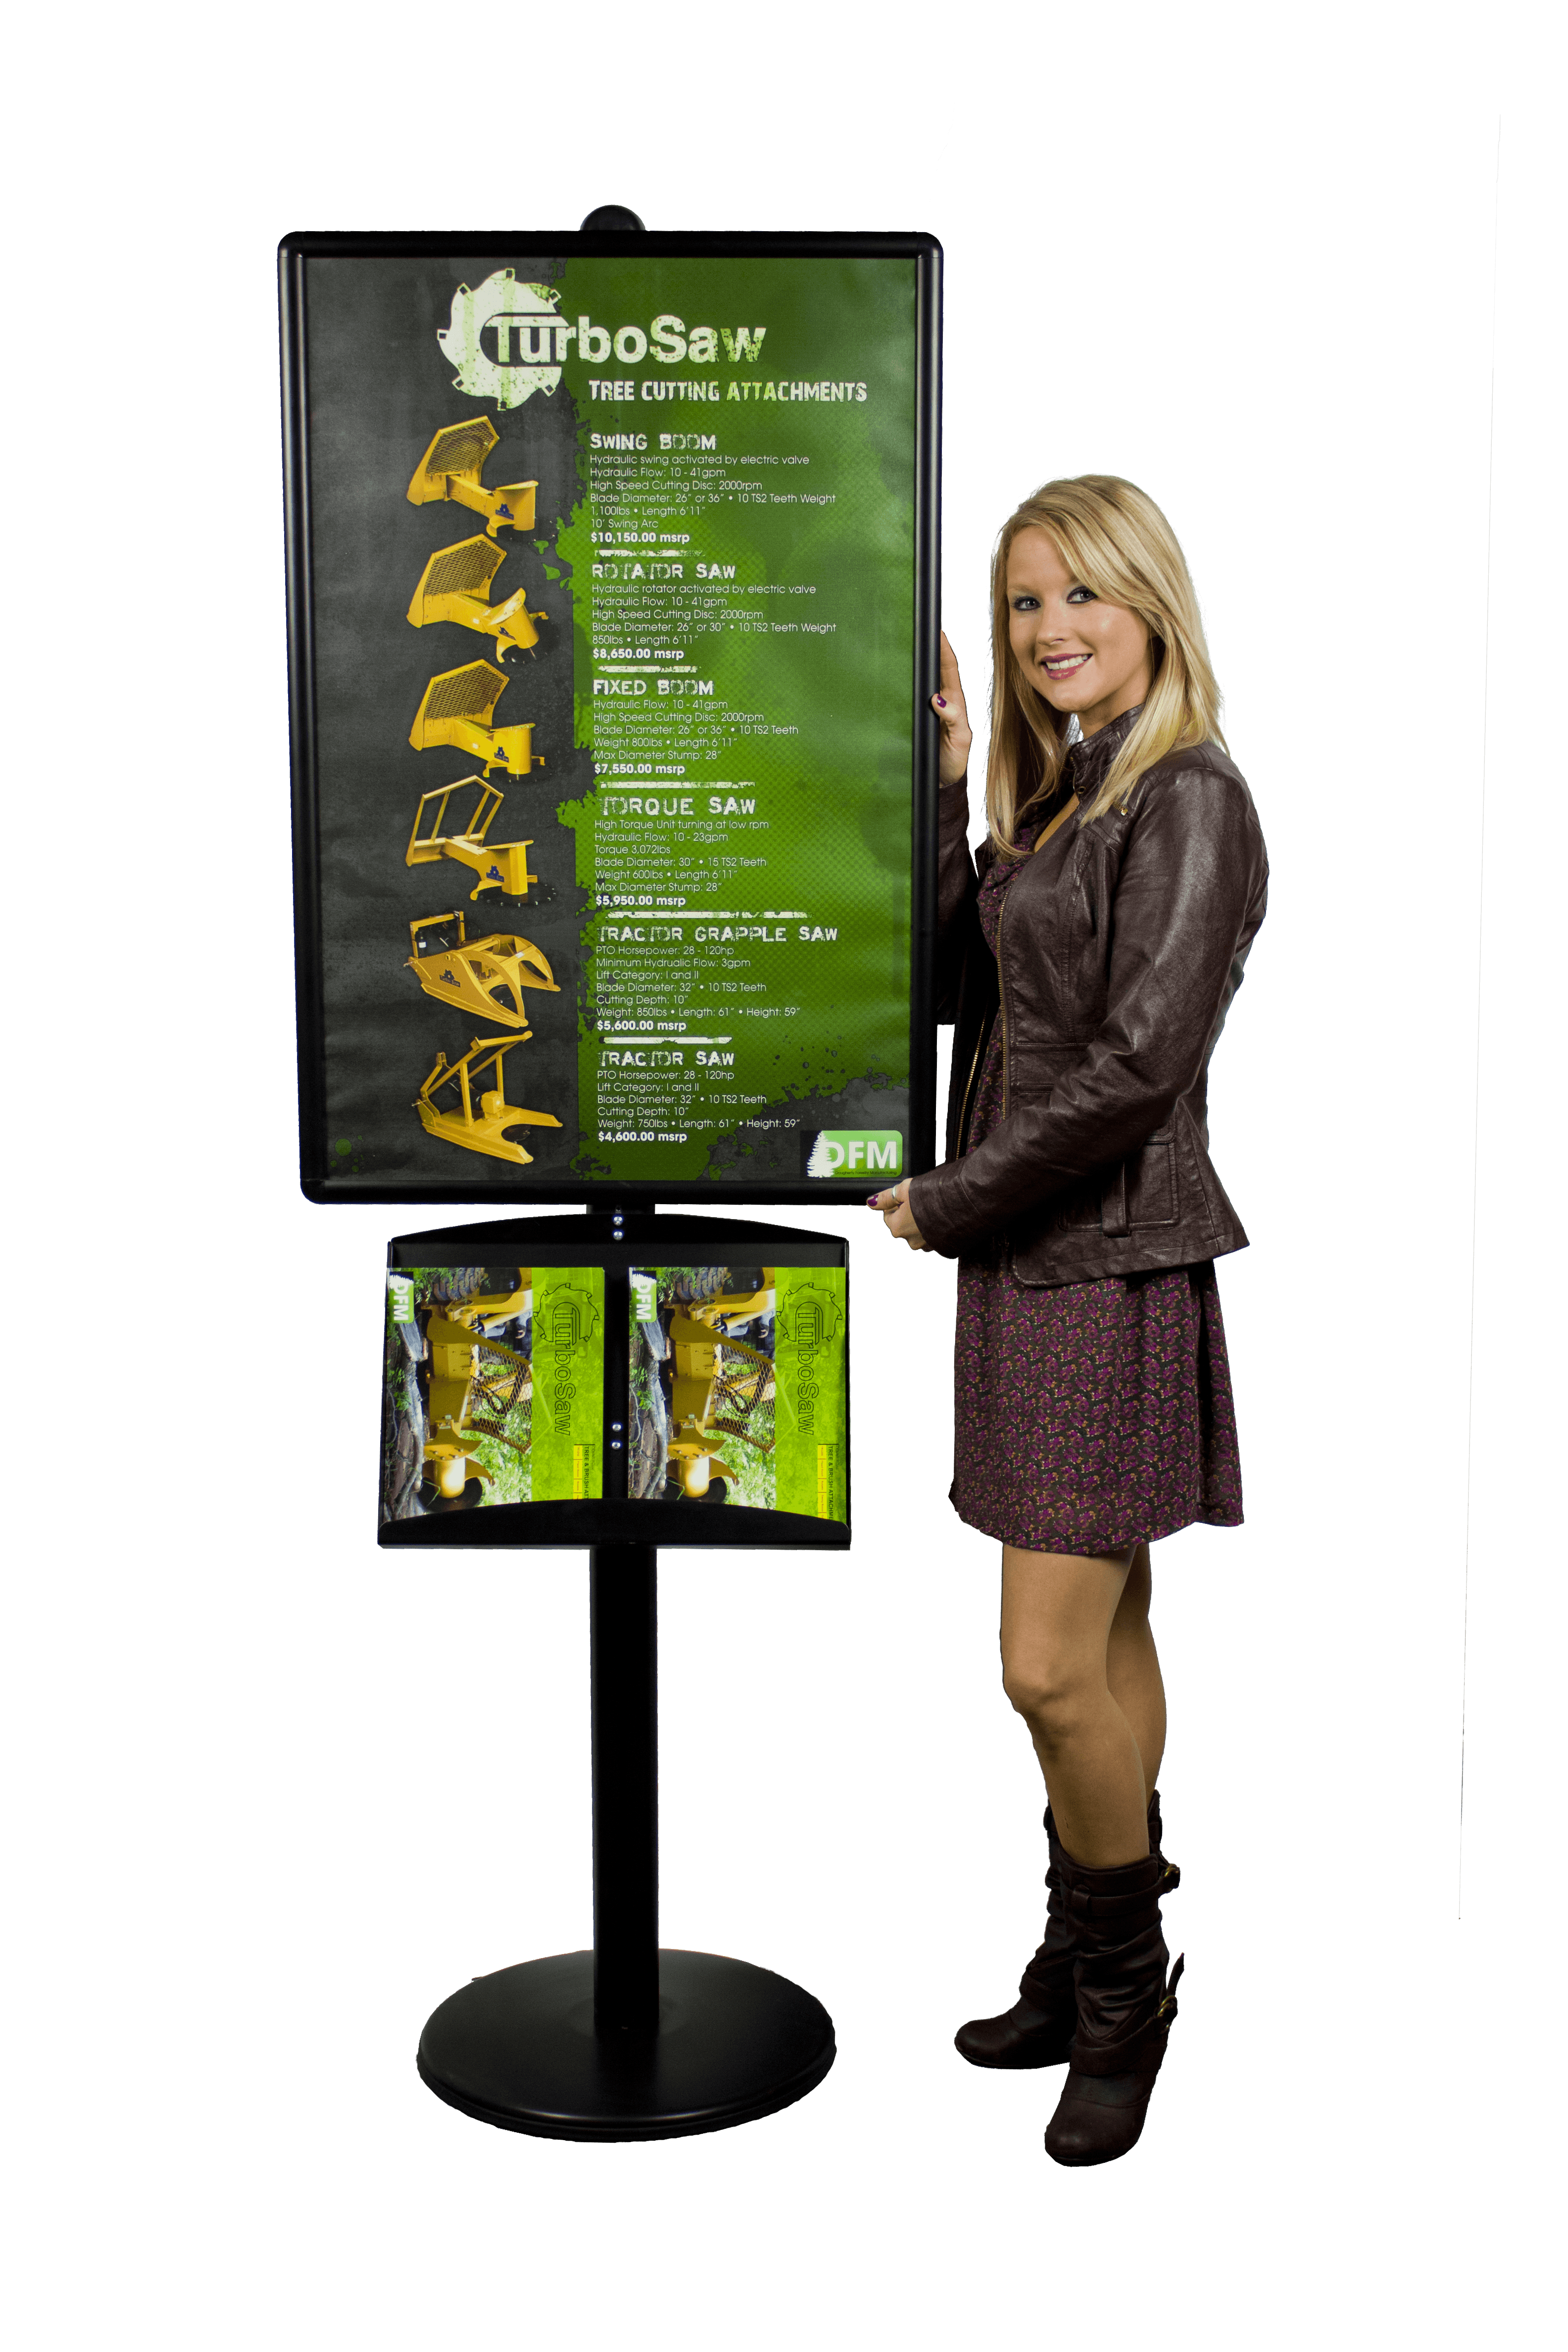 TurboSaw
TREE CUTTING ATTACHMENTS
SWING BOOM
Hydraulic swing activated by electric valve
Hydraulic Flow: 10 - 41gpm
High Speed Cutting Disc: 2000rpm
Blade Diameter: 26" or 36" • 10 TS2 Teeth Weight
1,100lbs • Length 6'11"
10' Swing Arc
$10,150.00 msrp
ROTATOR SAW
Hydraulic rotator activated by electric valve
Hydraulic Flow: 10 - 41gpm
High Speed Cutting Disc: 2000rpm
Blade Diameter: 26" or 30" • 10 TS2 Teeth Weight
850lbs • Length 6'11"
$8,650.00 msrp
FIXED BOOM
Hydraulic Flow: 10 - 41gpm
High Speed Cutting Disc: 2000rpm
Blade Diameter: 26" or 36" • 10 TS2 Teeth
Weight 800lbs • Length 6'11"
Max Diameter Stump: 28"
$7,550.00 msrp
TORQUE SAW
High Torque Unit turning at low rpm
Hydraulic Flow: 10 - 23gpm
Torque 3,072lbs
Blade Diameter: 30" • 15 TS2 Teeth
Weight 600lbs • Length 6'11"
Max Diameter Stump: 28"
$5,950.00 msrp
TRACTOR GRAPPLE SAW
PTO Horsepower: 28 - 120hp
Minimum Hydrualic Flow: 3gpm
Lift Category: I and II
Blade Diameter: 32" • 10 TS2 Teeth
Cutting Depth: 10"
Weight: 850lbs • Length: 61" • Height: 59"
$5,600.00 msrp
TRACTOR SAW
PTO Horsepower: 28 - 120hp
Lift Category: I and II
Blade Diameter: 32" • 10 TS2 Teeth
Cutting Depth: 10"
Weight: 750lbs • Length: 61" • Height: 59"
$4,600.00 msrp
DFM
DFM
TurboSaw
TREE & BRUSH
DFM
TurboSaw
TREE & BRUSH